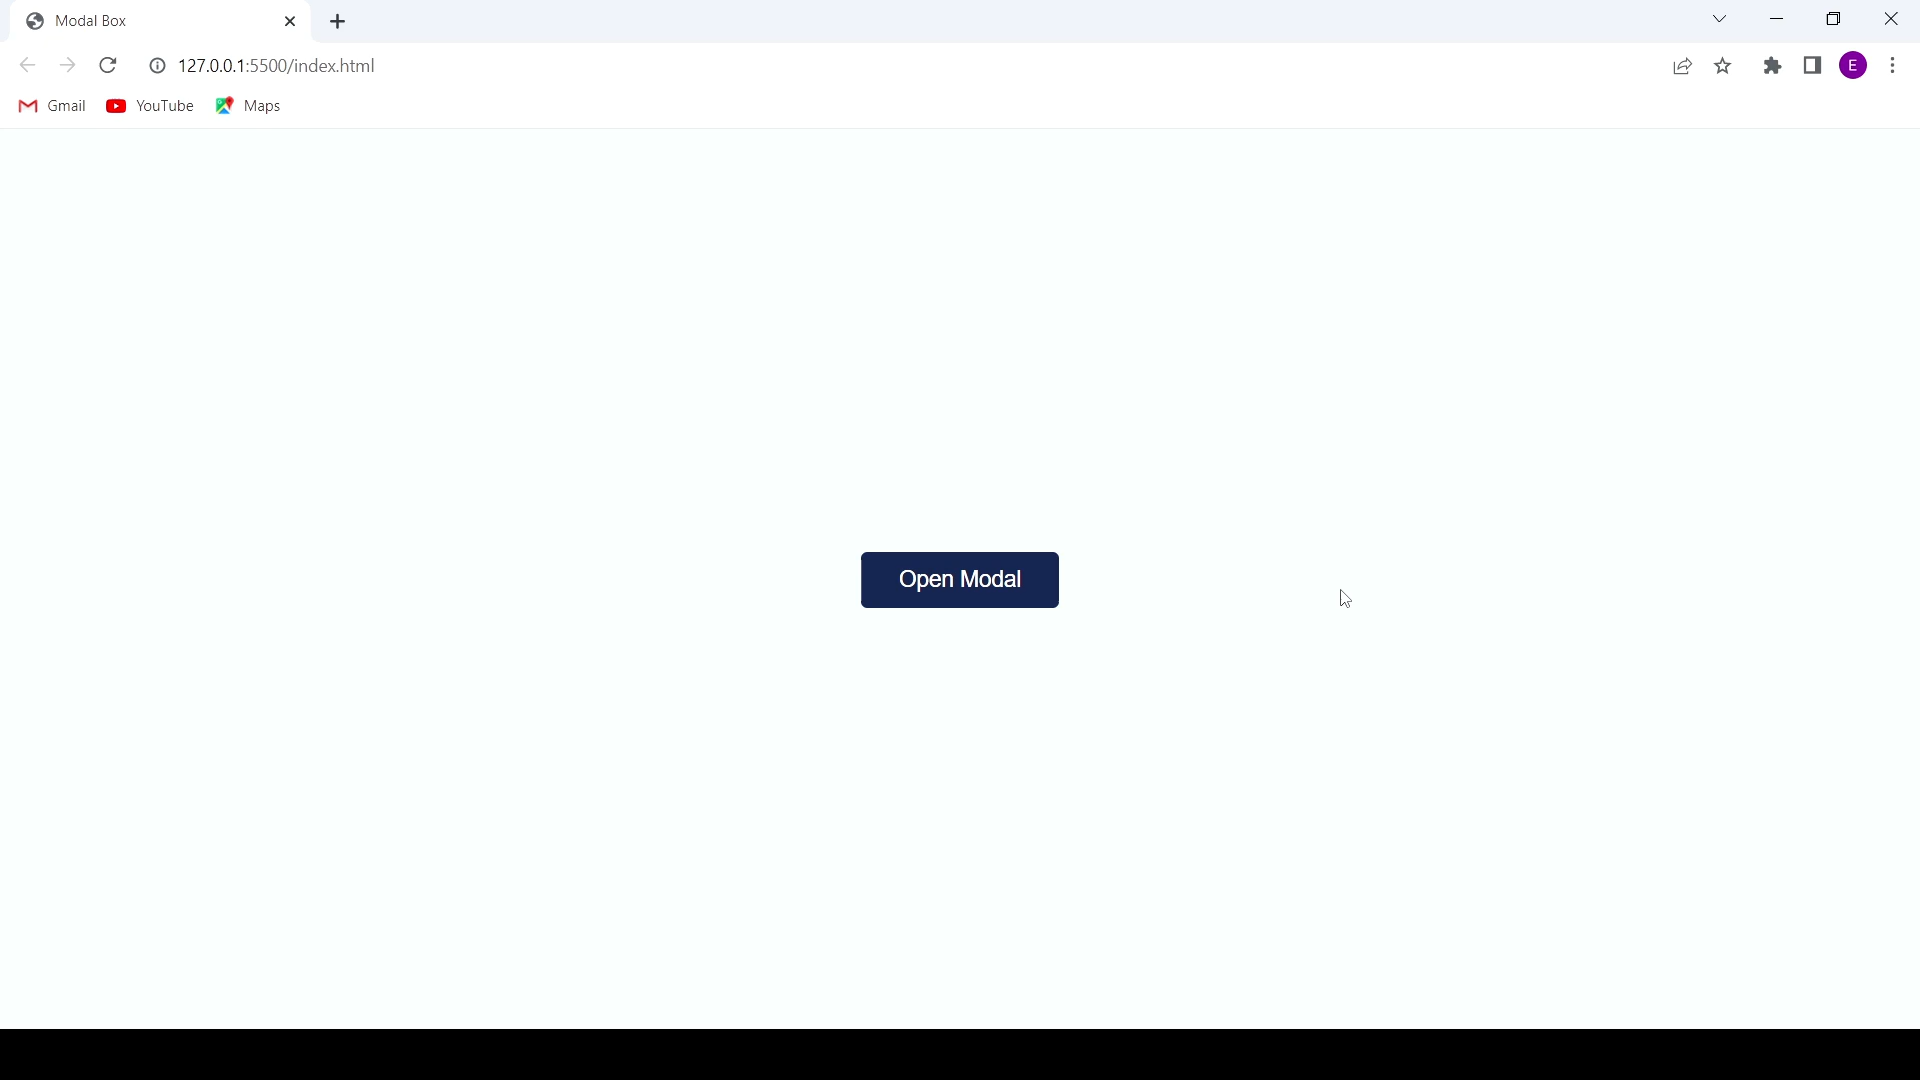 Modal Box
127.0.0.1:5500/index.html
E
Gmail YouTube Maps
Open Modal